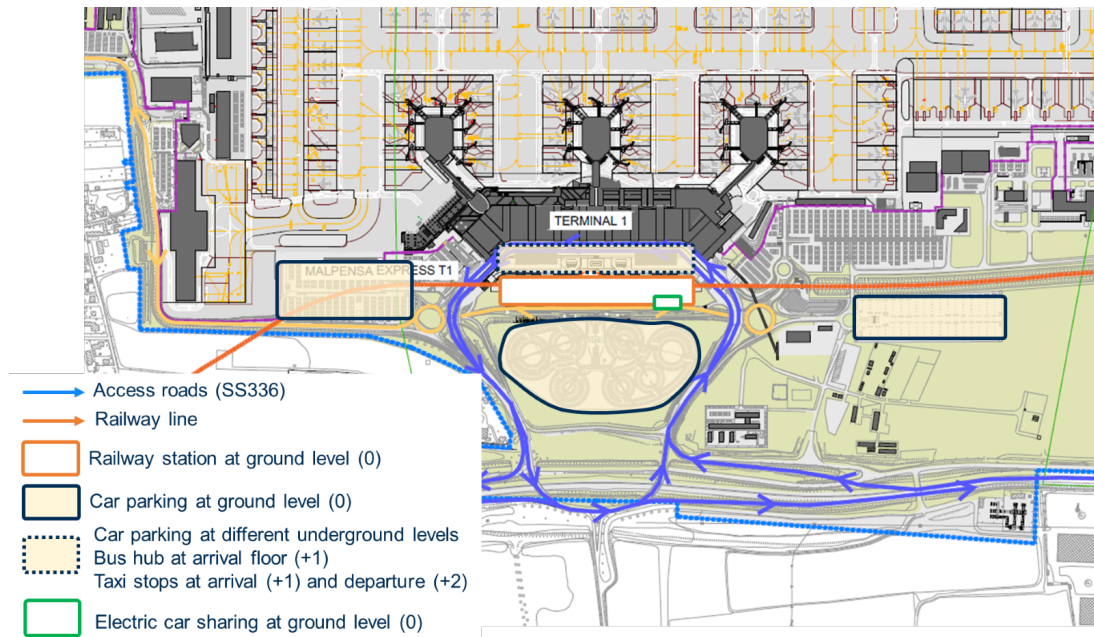 TERMINAL 1
MALPENSA EXPRESS T1
Access roads (SS336)
Railway line
Railway station at ground level (0)
Car parking at ground level (0)
Car parking at different underground levels
Bus hub at arrival floor (+1)
Taxi stops at arrival (+1) and departure (+2)
Electric car sharing at ground level (0)